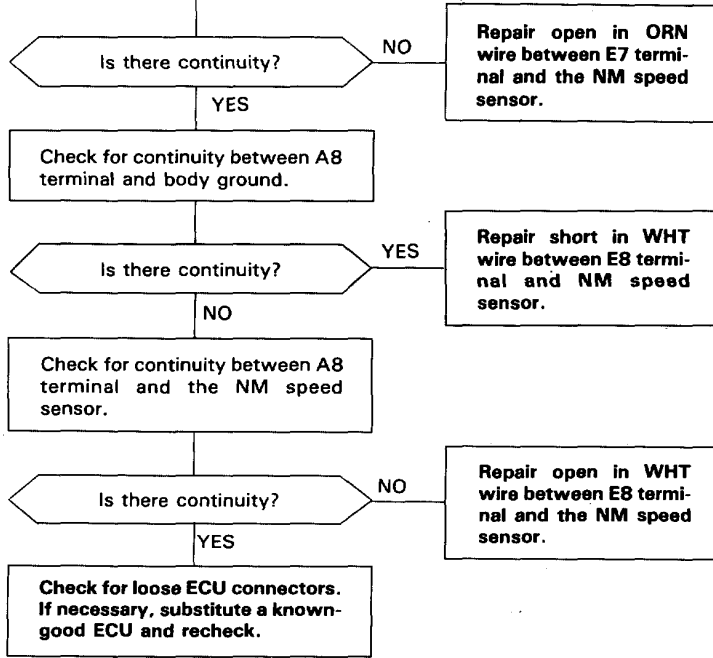 Is there continuity?
NO
Repair open in ORN
wire between E7 termi-
nal and the NM speed
sensor.
YES
Check for continuity between A8
terminal and body ground.
Is there continuity?
YES
Repair short in WHT
wire between E8 termi-
nal and NM speed
sensor.
NO
Check for continuity between A8
terminal and the NM speed
sensor.
Is there continuity?
NO
Repair open in WHT
wire between E8 termi-
nal and the NM speed
sensor.
YES
Check for loose ECU connectors.
If necessary, substitute a known-
good ECU and recheck.